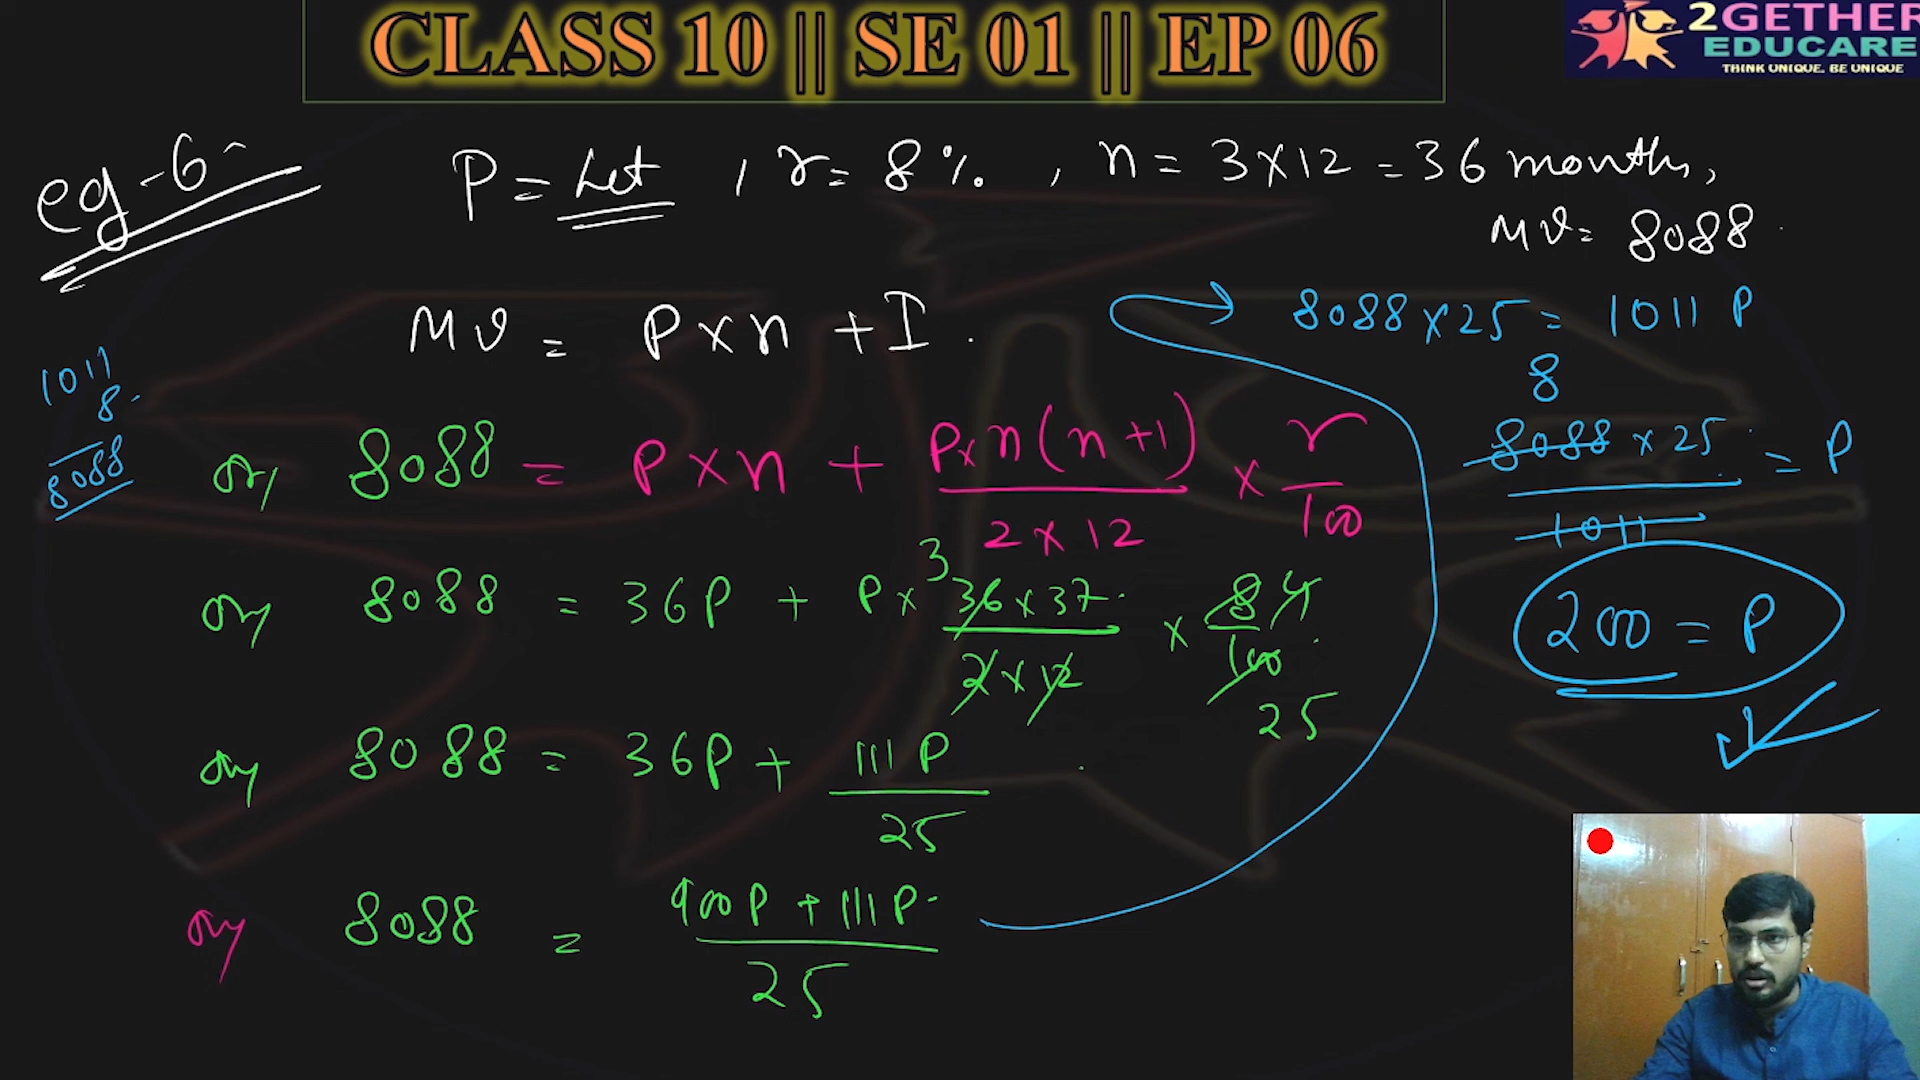 CLASS 10 || SE 01 || EP 06
2GETHER
EDUCARE
THINK UNIQUE. BE UNIQUE
eg-6
P = Let , r = 8% , n = 3×12 = 36 months,
MV = 8088
MV = P×n + I.
or, 8088 = P×n + P×n(n+1)/2×12 × r/100
or, 8088 = 36P + P× 3 36×37/2×12 × 8 4/100 25
or, 8088 = 36P + 111P/25
or, 8088 = 900P + 111P/25
8088×25 = 1011 P
8
8088×25/1011 = P
200 = P
1011
8
8088